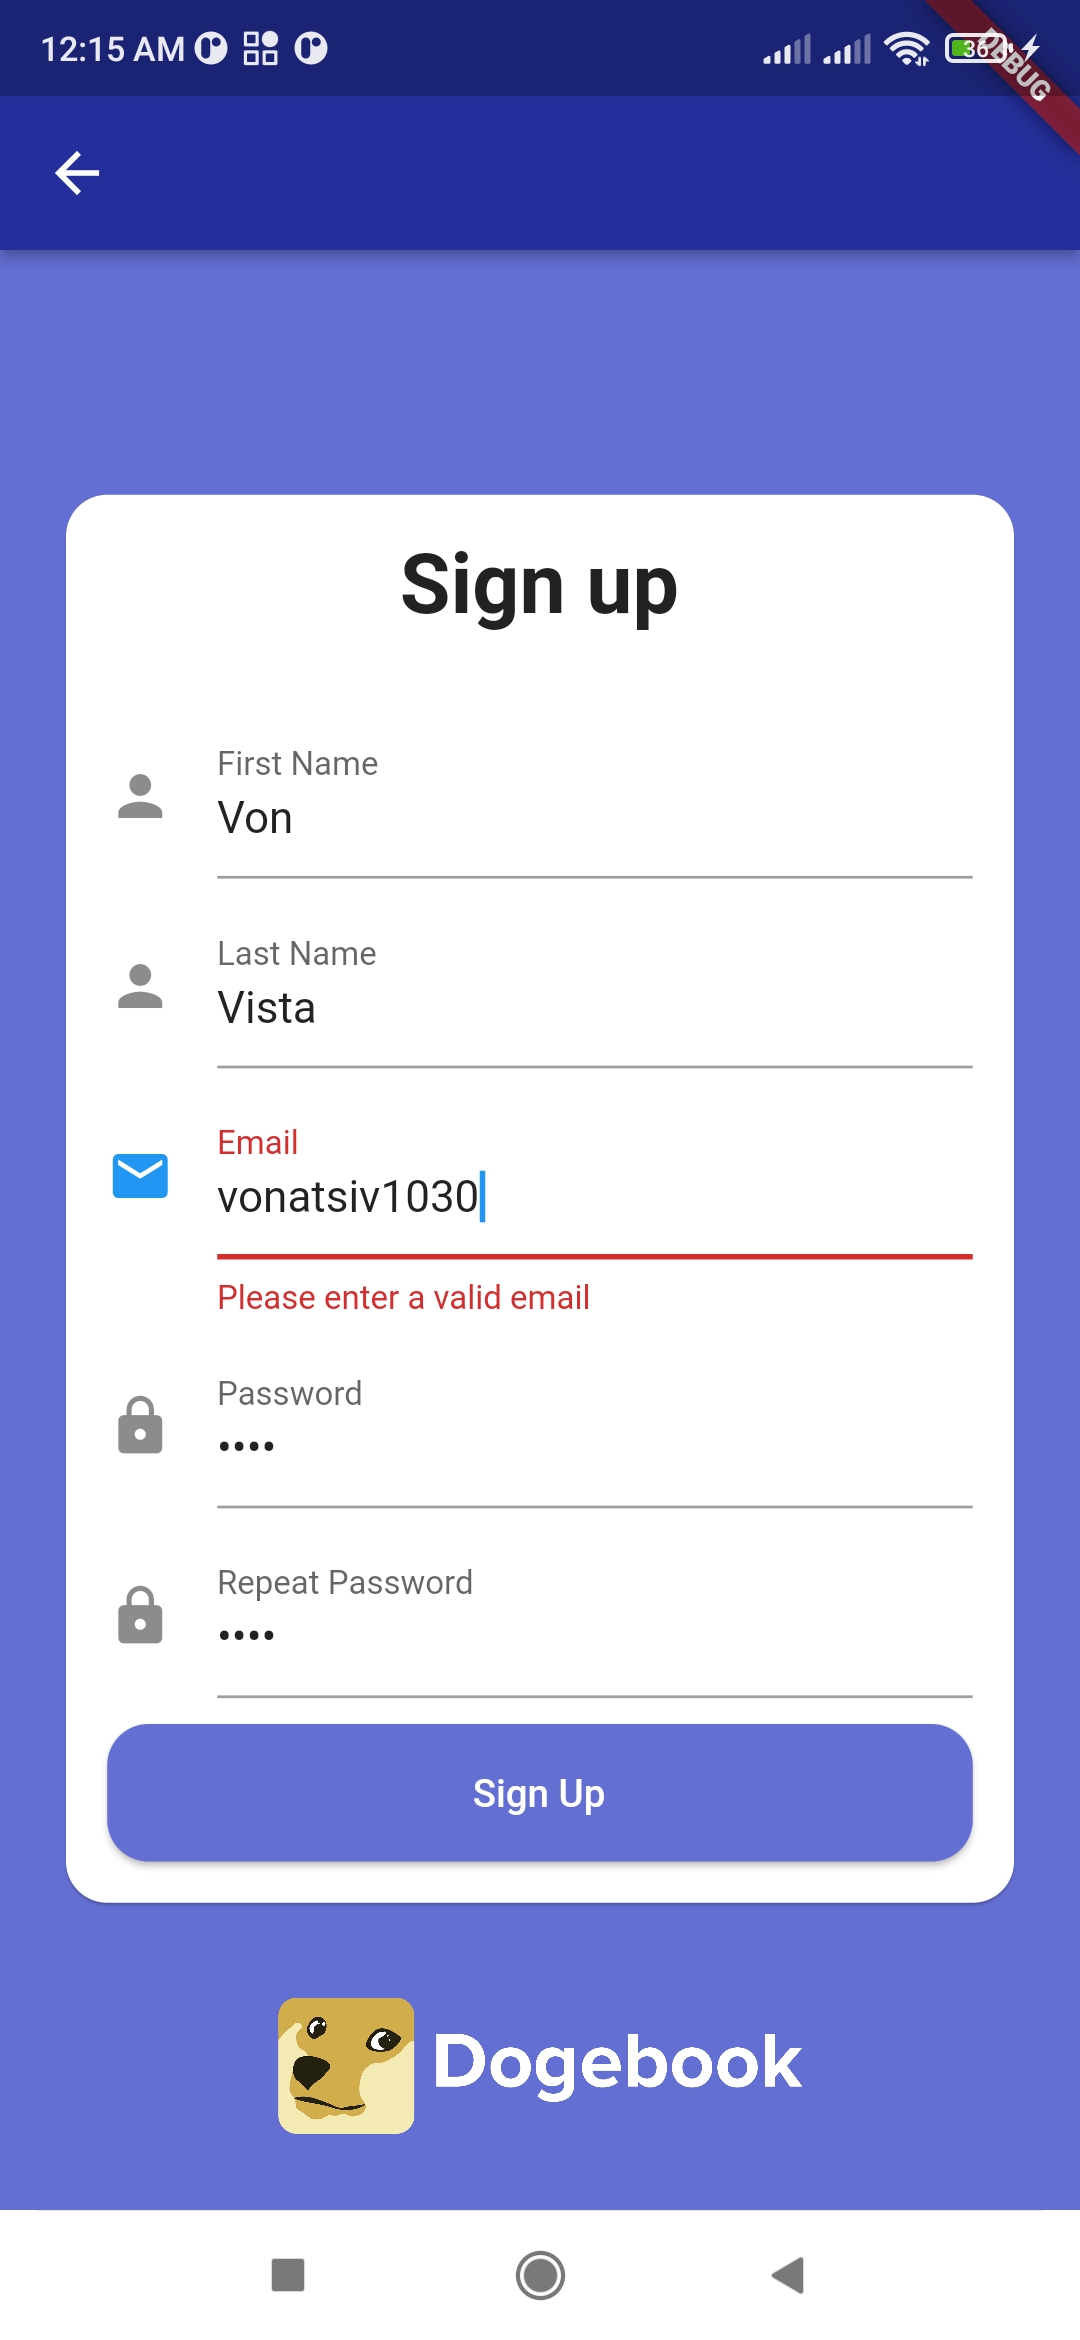 12:15 AM
36
DEBUG
Sign up
First Name
Von
Last Name
Vista
Email
vonatsiv1030
Please enter a valid email
Password
••••
Repeat Password
••••
Sign Up
Dogebook